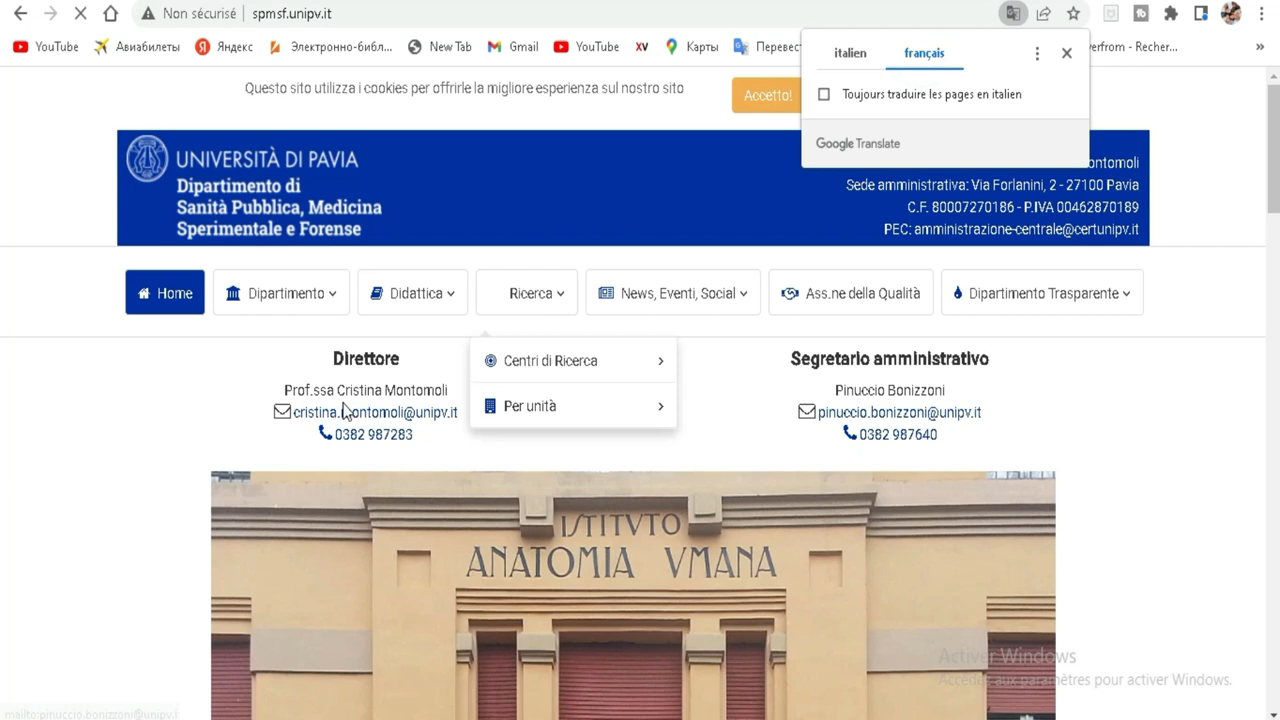 Non sécurisé
spmsf.unipv.it
YouTube
Авиабилеты
Яндекс
Электронно-библ...
New Tab
Gmail
YouTube
XV
Карты
Перевес
erfrom - Recher...
»
italien
français
Toujours traduire les pages en italien
Google Translate
Questo sito utilizza i cookies per offrirle la migliore esperienza sul nostro sito
Accetto!
UNIVERSITÀ DI PAVIA
Dipartimento di
Sanità Pubblica, Medicina
Sperimentale e Forense
ontomoli
Sede amministrativa: Via Forlanini, 2 - 27100 Pavia
C.F. 80007270186 - P.IVA 00462870189
PEC: amministrazione-centrale@certunipv.it
Home
Dipartimento
Didattica
Ricerca
News, Eventi, Social
Ass.ne della Qualità
Dipartimento Trasparente
Centri di Ricerca
Per unità
Direttore
Prof.ssa Cristina Montomoli
cristina.montomoli@unipv.it
0382 987283
Segretario amministrativo
Pinuccio Bonizzoni
pinuccio.bonizzoni@unipv.it
0382 987640
ISTITVTO
ANATOMIA VMANA
Activer Windows
Accédez aux paramètres pour activer Windows.
mailto:pinuccio.bonizzoni@unipv.it